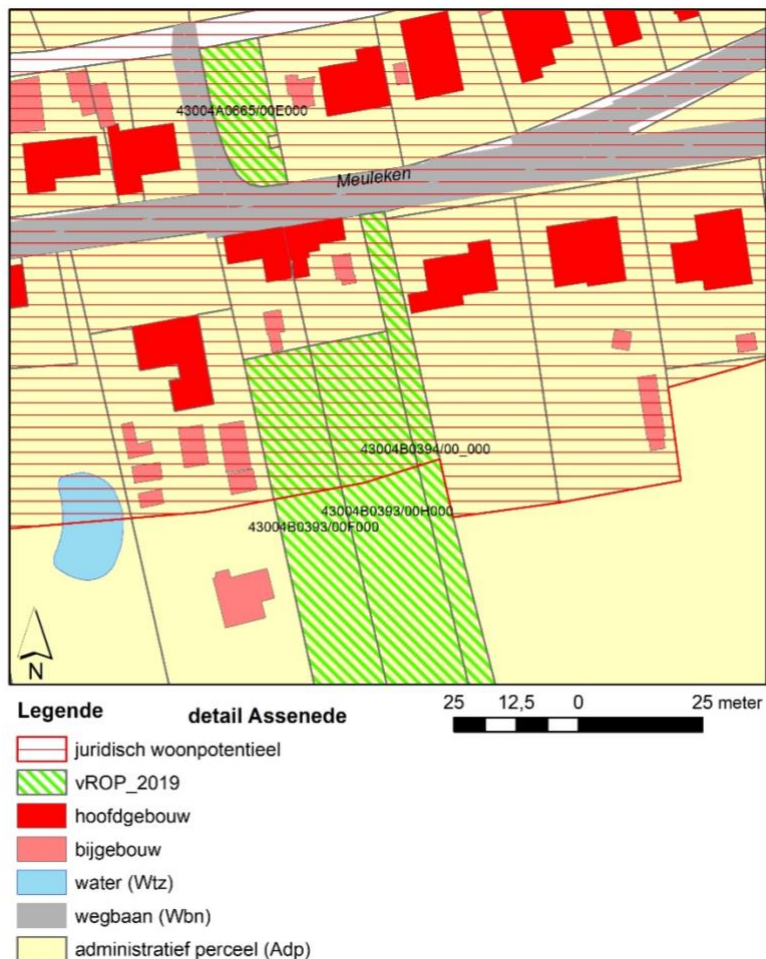 43004A0665/00E000
Meuleken
43004B0394/00_000
43004B0393/00H000
43004B0393/00F000
N
Legende
detail Assenede
25 12,5 0 25 meter
juridisch woonpotentieel
vROP_2019
hoofdgebouw
bijgebouw
water (Wtz)
wegbaan (Wbn)
administratief perceel (Adp)